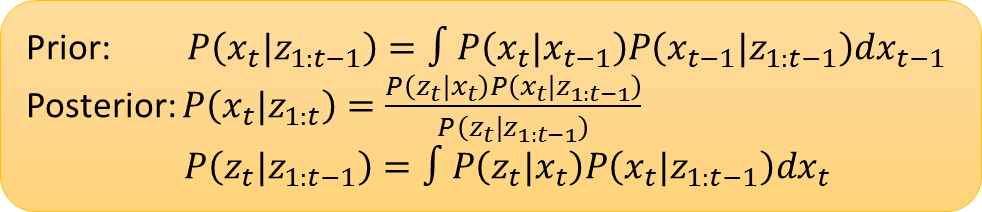 Prior: P(x_t|z_{1:t−1}) = ∫ P(x_t|x_{t−1})P(x_{t−1}|z_{1:t−1})dx_{t−1}
Posterior: P(x_t|z_{1:t}) = \frac{P(z_t|x_t)P(x_t|z_{1:t−1})}{P(z_t|z_{1:t−1})}
P(z_t|z_{1:t−1}) = ∫ P(z_t|x_t)P(x_t|z_{1:t−1})dx_t